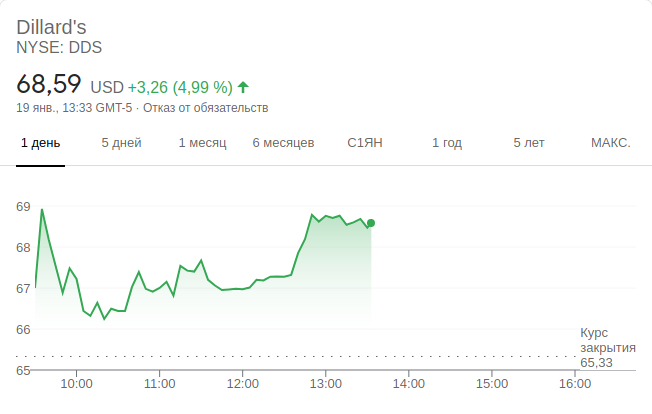 Dillard's
NYSE: DDS
68,59 USD +3,26 (4,99 %)
19 янв., 13:33 GMT-5 · Отказ от обязательств
1 день 5 дней 1 месяц 6 месяцев С1ЯН 1 год 5 лет МАКС.
69
68
67
66
65
Курс
закрытия
65,33
10:00 11:00 12:00 13:00 14:00 15:00 16:00